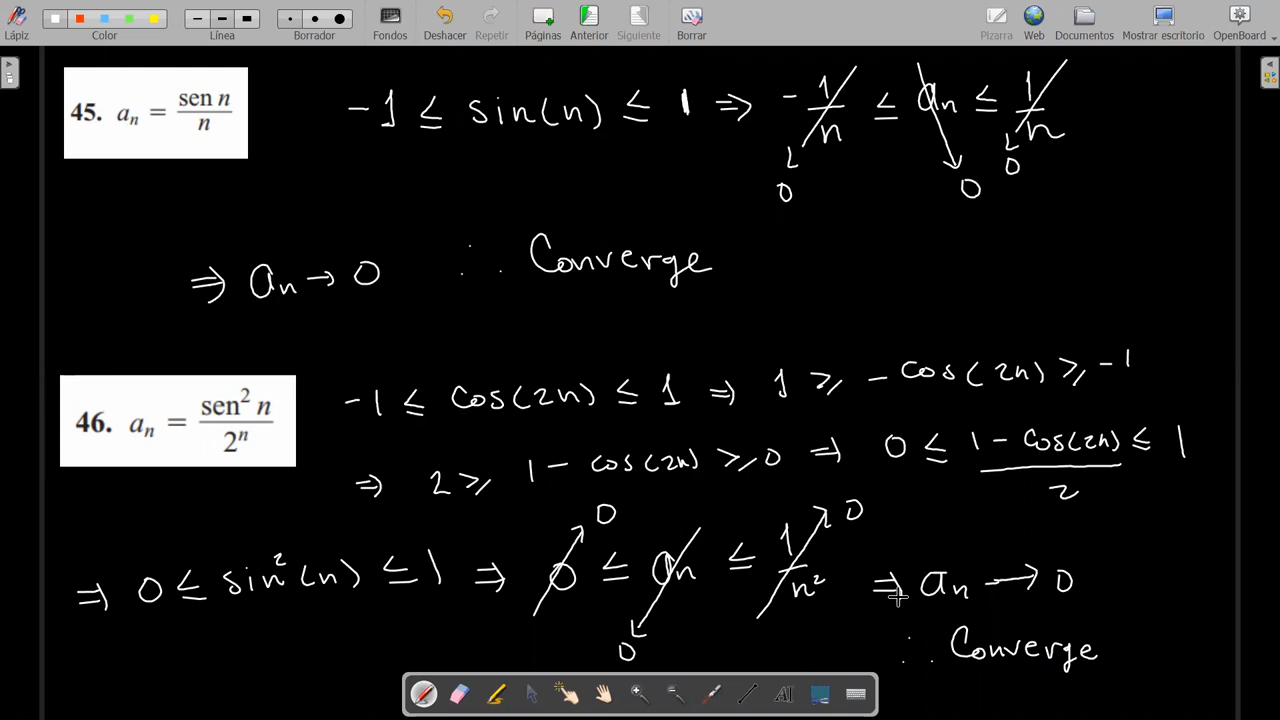 Lápiz Color Línea Borrador Fondos Deshacer Repetir Páginas Anterior Siguiente Borrar Pizarra Web Documentos Mostrar escritorio OpenBoard
45. aₙ = sen n / n
-1 ≤ sin(n) ≤ 1 ⇒ -1/n ≤ aₙ ≤ 1/n
0 0 0
⇒ aₙ → 0 ∴ Converge
46. aₙ = sen² n / 2ⁿ
-1 ≤ cos(2n) ≤ 1 ⇒ 1 ≥ -cos(2n) ≥ -1
⇒ 2 ≥ 1 - cos(2n) ≥ 0 ⇒ 0 ≤ (1 - cos(2n))/2 ≤ 1
0 0
⇒ 0 ≤ sin²(n) ≤ 1 ⇒ 0 ≤ aₙ ≤ 1/n² ⇒ aₙ → 0
0
∴ Converge
AI